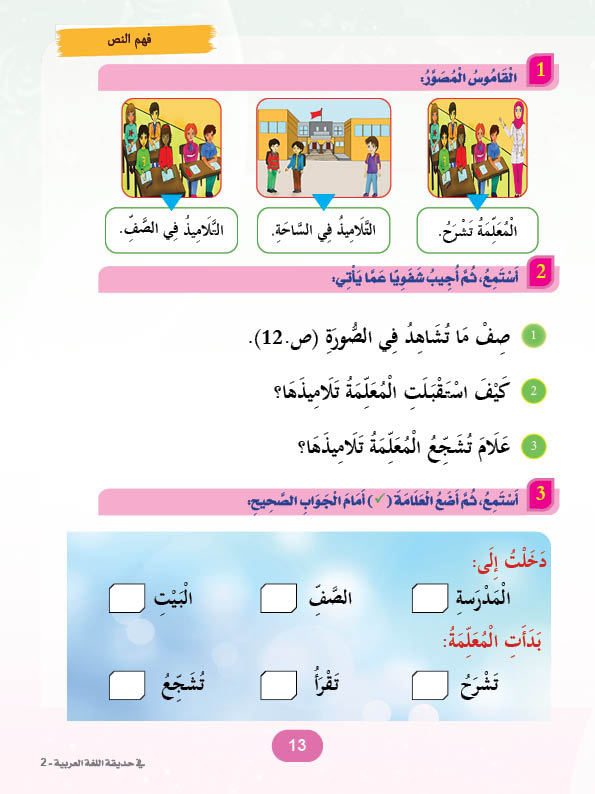 فهم النص
1 الْقَامُوسُ الْمُصَوَّرُ:
الْمُعَلِّمَةُ تَشْرَحُ.
التَّلَامِيذُ فِي السَّاحَةِ.
التَّلَامِيذُ فِي الصَّفِّ.
2 أَسْتَمِعُ، ثُمَّ أُجِيبُ شَفَوِيًا عَمَّا يَأْتِي:
1 صِفْ مَا تُشَاهِدُ فِي الصُّورَةِ (ص.12).
2 كَيْفَ اسْتَقْبَلَتِ الْمُعَلِّمَةُ تَلَامِيذَهَا؟
3 عَلَامَ تُشَجِّعُ الْمُعَلِّمَةُ تَلَامِيذَهَا؟
3 أَسْتَمِعُ، ثُمَّ أَضَعُ الْعَلَامَةَ (✓) أَمَامَ الْجَوَابِ الصَّحِيحِ:
دَخَلْتُ إِلَى:
الْمَدْرَسةِ الصَّفِّ الْبَيْتِ
بَدَأَتِ الْمُعَلِّمَةُ:
تَشْرَحُ تَقْرَأُ تُشَجِّعُ
13
في حديقة اللغة العربية - 2